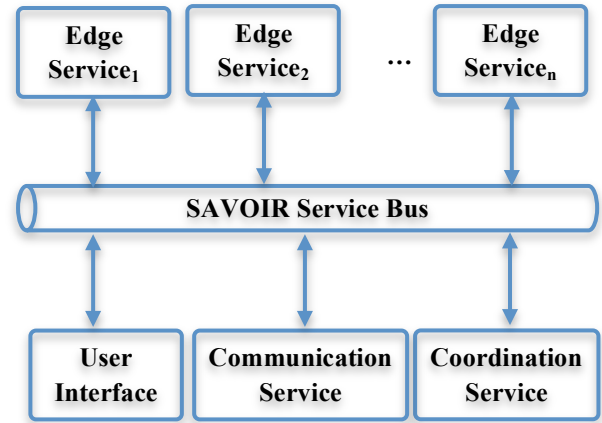 Edge
Service₁
Edge
Service₂
...
Edge
Serviceₙ
SAVOIR Service Bus
User
Interface
Communication
Service
Coordination
Service